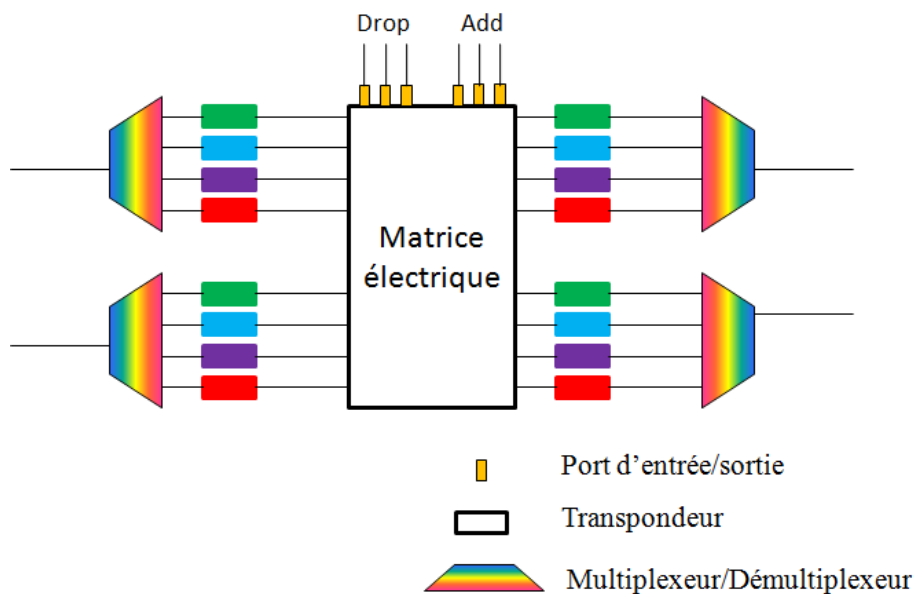 Drop
Add
Matrice
électrique
Port d’entrée/sortie
Transpondeur
Multiplexeur/Démultiplexeur